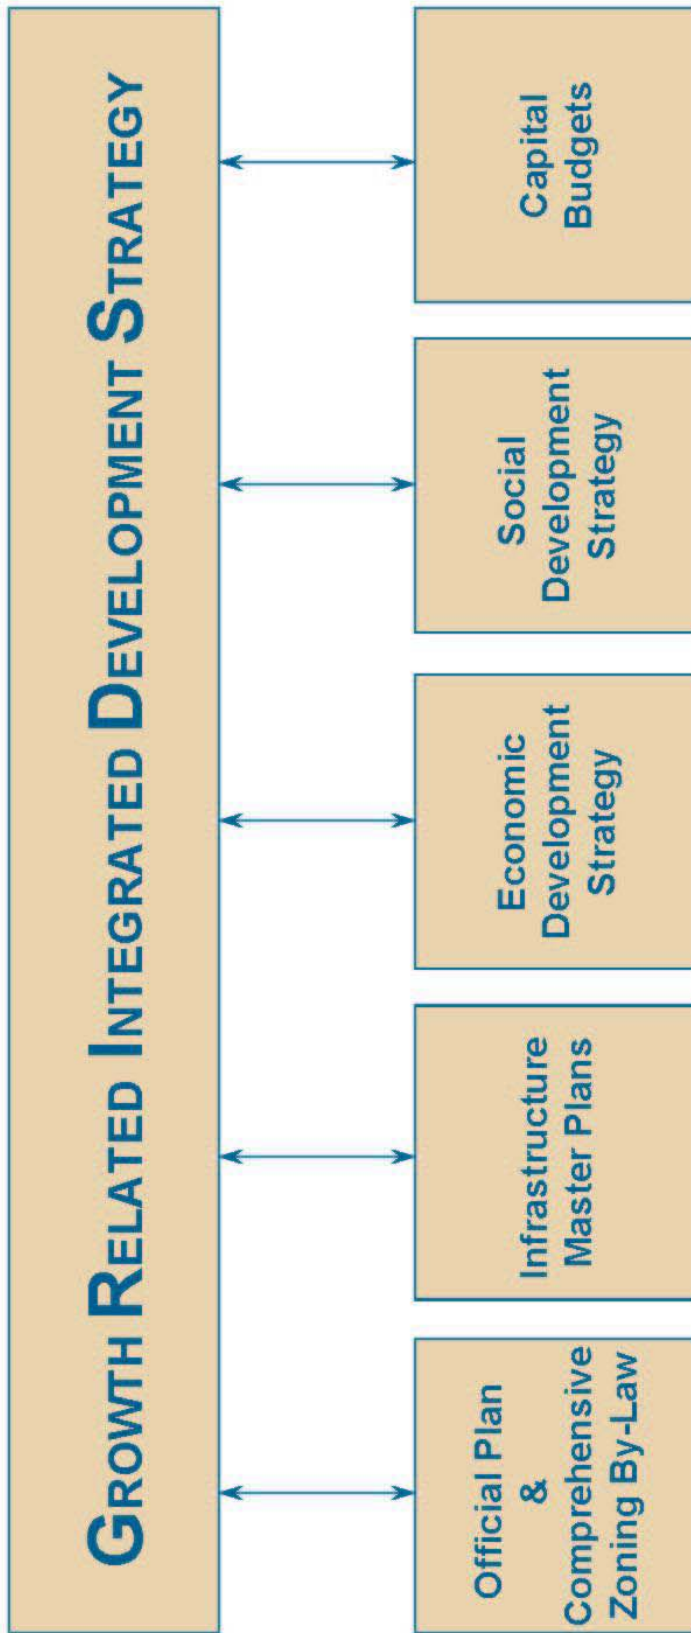 GROWTH RELATED INTEGRATED DEVELOPMENT STRATEGY
Official Plan
&
Comprehensive
Zoning By-Law
Infrastructure
Master Plans
Economic
Development
Strategy
Social
Development
Strategy
Capital
Budgets